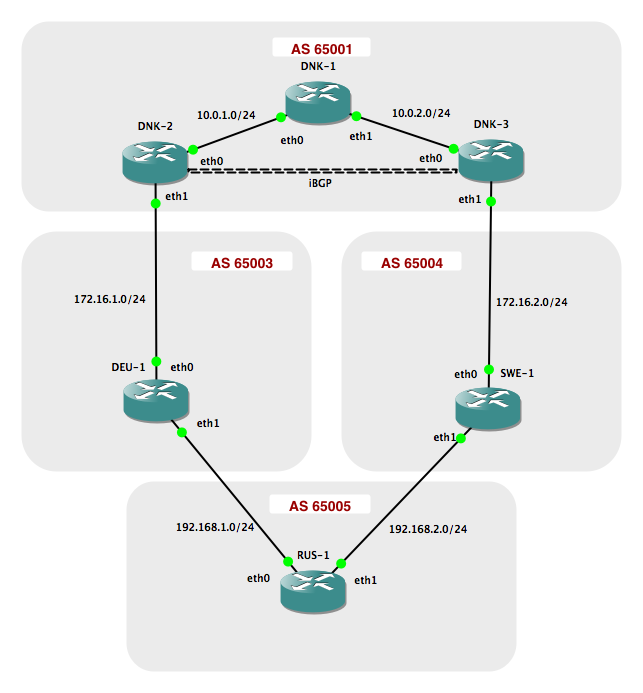 AS 65001
DNK-1
DNK-2
10.0.1.0/24
10.0.2.0/24
DNK-3
eth0
eth1
eth0
eth0
iBGP
eth1
eth1
AS 65003
AS 65004
172.16.1.0/24
172.16.2.0/24
DEU-1
eth0
eth0
SWE-1
eth1
eth1
AS 65005
192.168.1.0/24
192.168.2.0/24
RUS-1
eth0
eth1